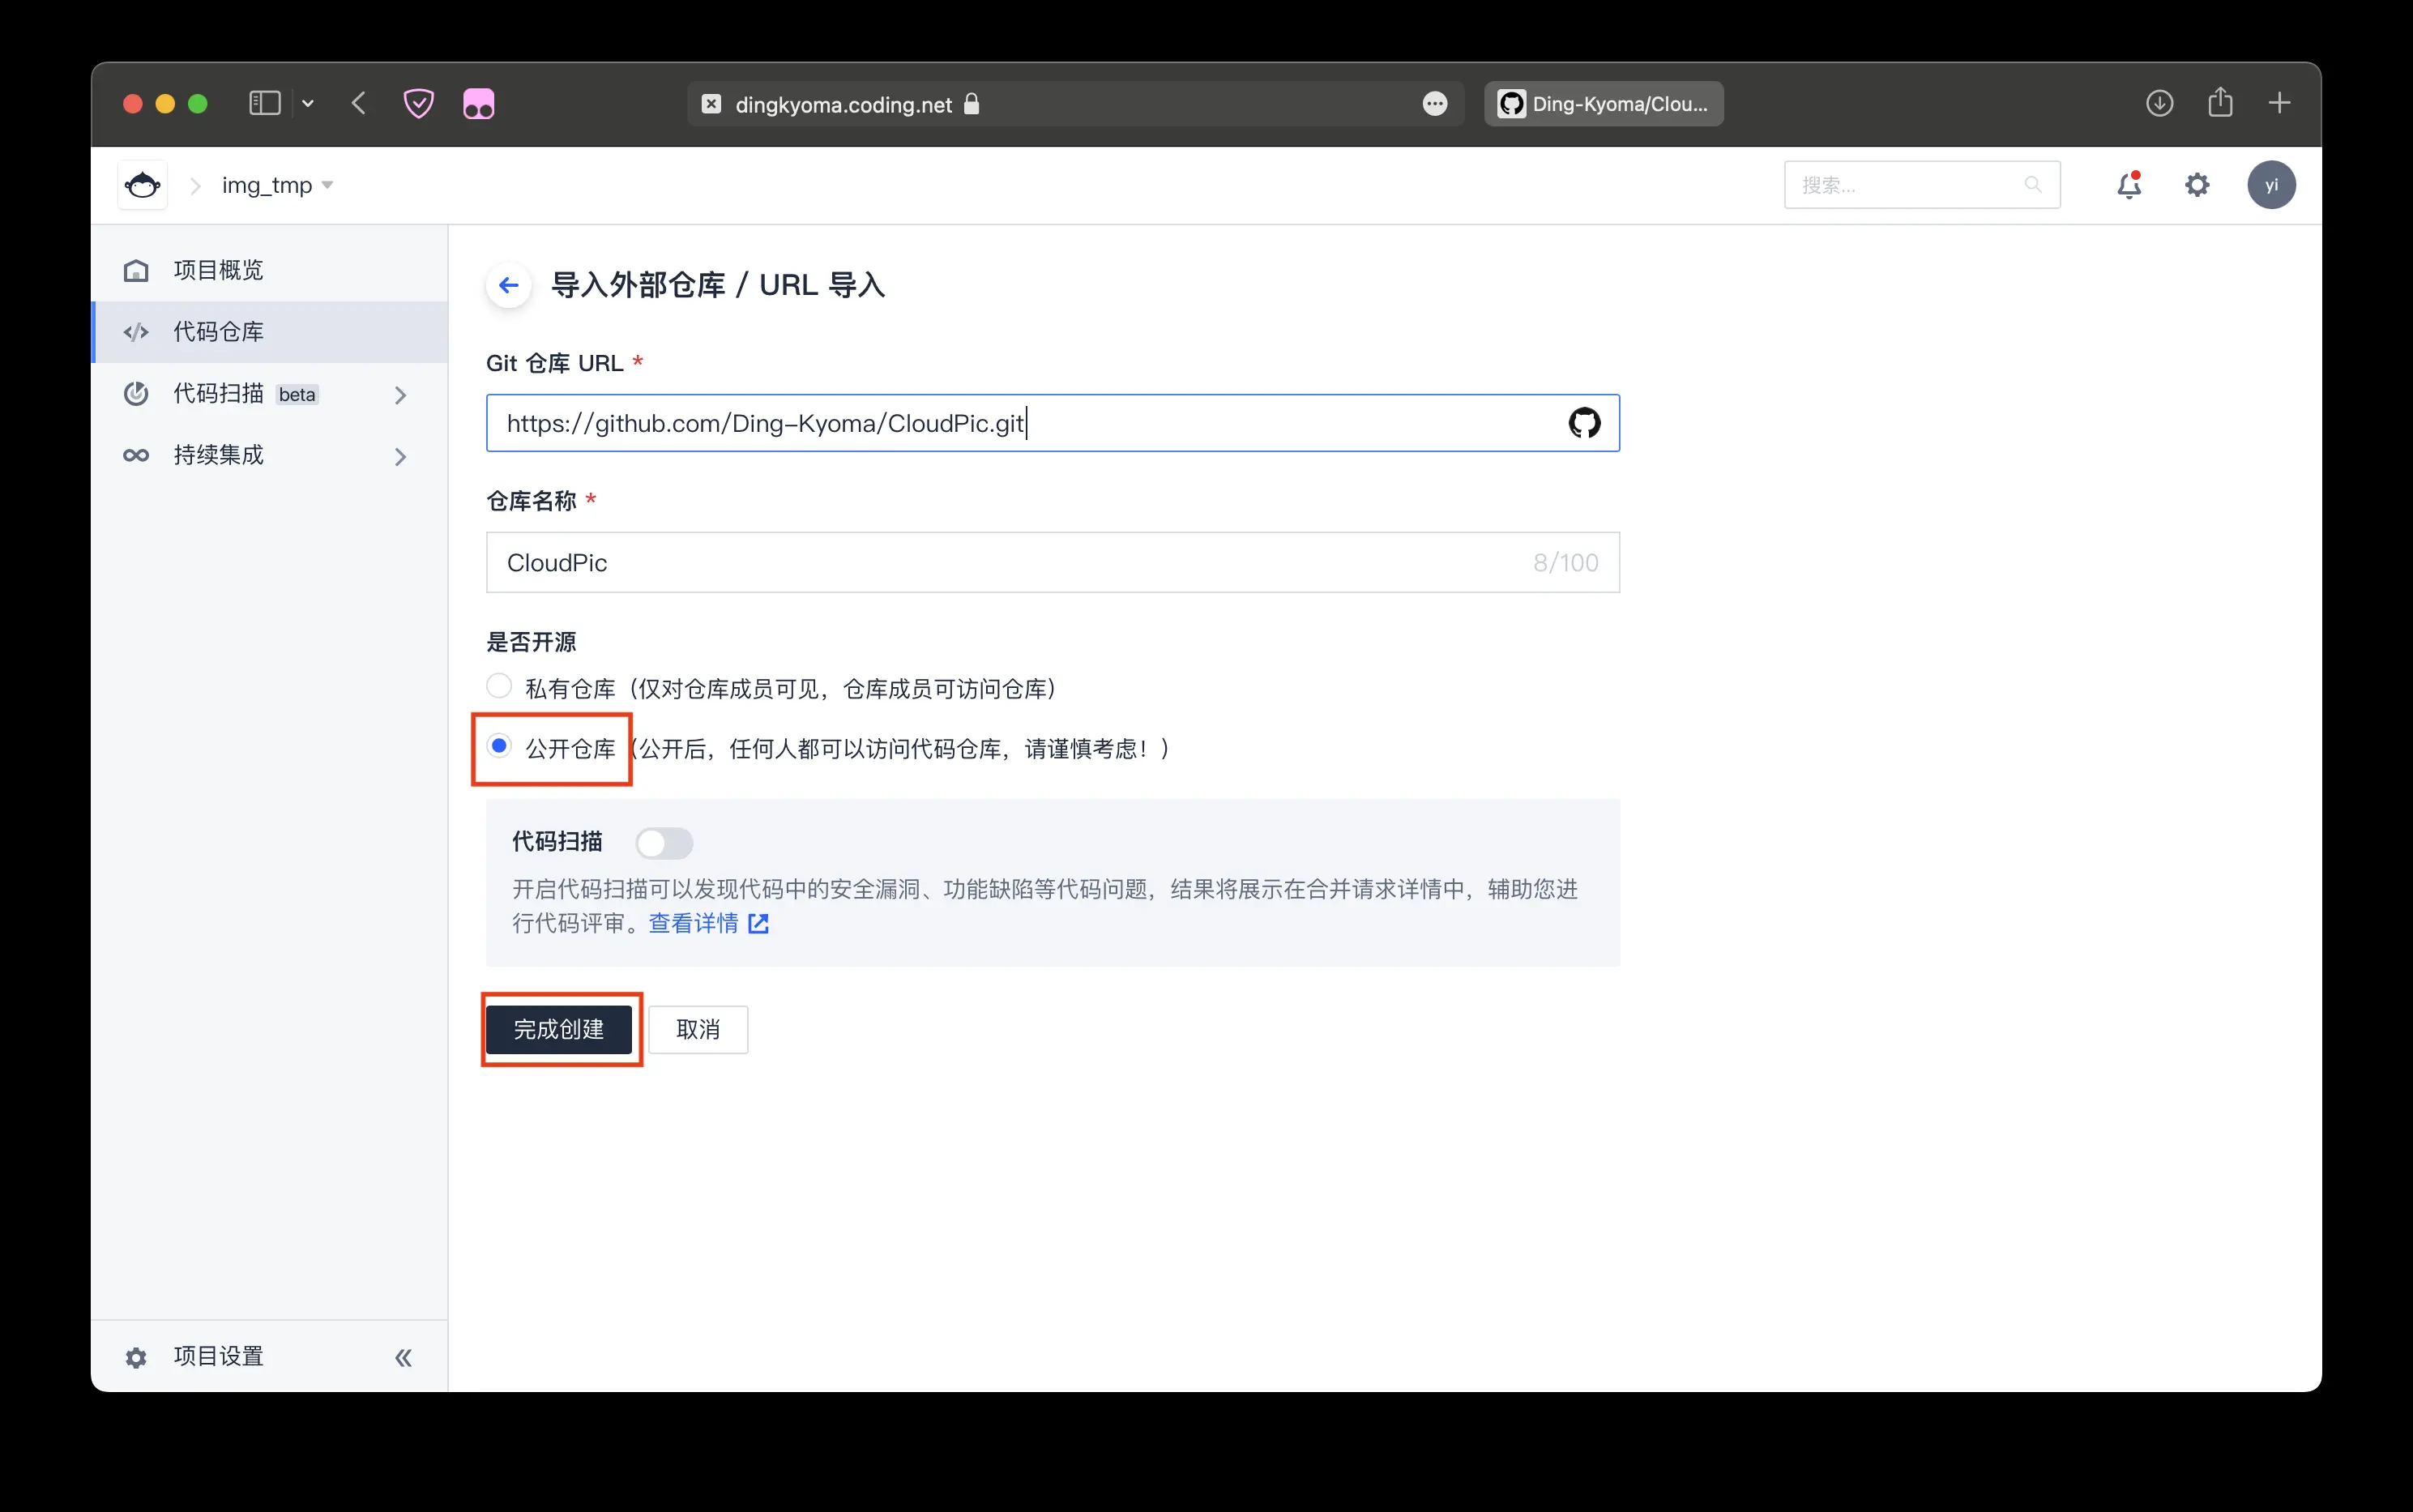 dingkyoma.coding.net
Ding-Kyoma/Clou...
img_tmp
搜索...
yi
项目概览
代码仓库
代码扫描 beta
持续集成
项目设置
导入外部仓库 / URL 导入
Git 仓库 URL *
https://github.com/Ding-Kyoma/CloudPic.git
仓库名称 *
CloudPic
8/100
是否开源
私有仓库（仅对仓库成员可见，仓库成员可访问仓库）
公开仓库（公开后，任何人都可以访问代码仓库，请谨慎考虑！）
代码扫描
开启代码扫描可以发现代码中的安全漏洞、功能缺陷等代码问题，结果将展示在合并请求详情中，辅助您进
行代码评审。查看详情
完成创建
取消